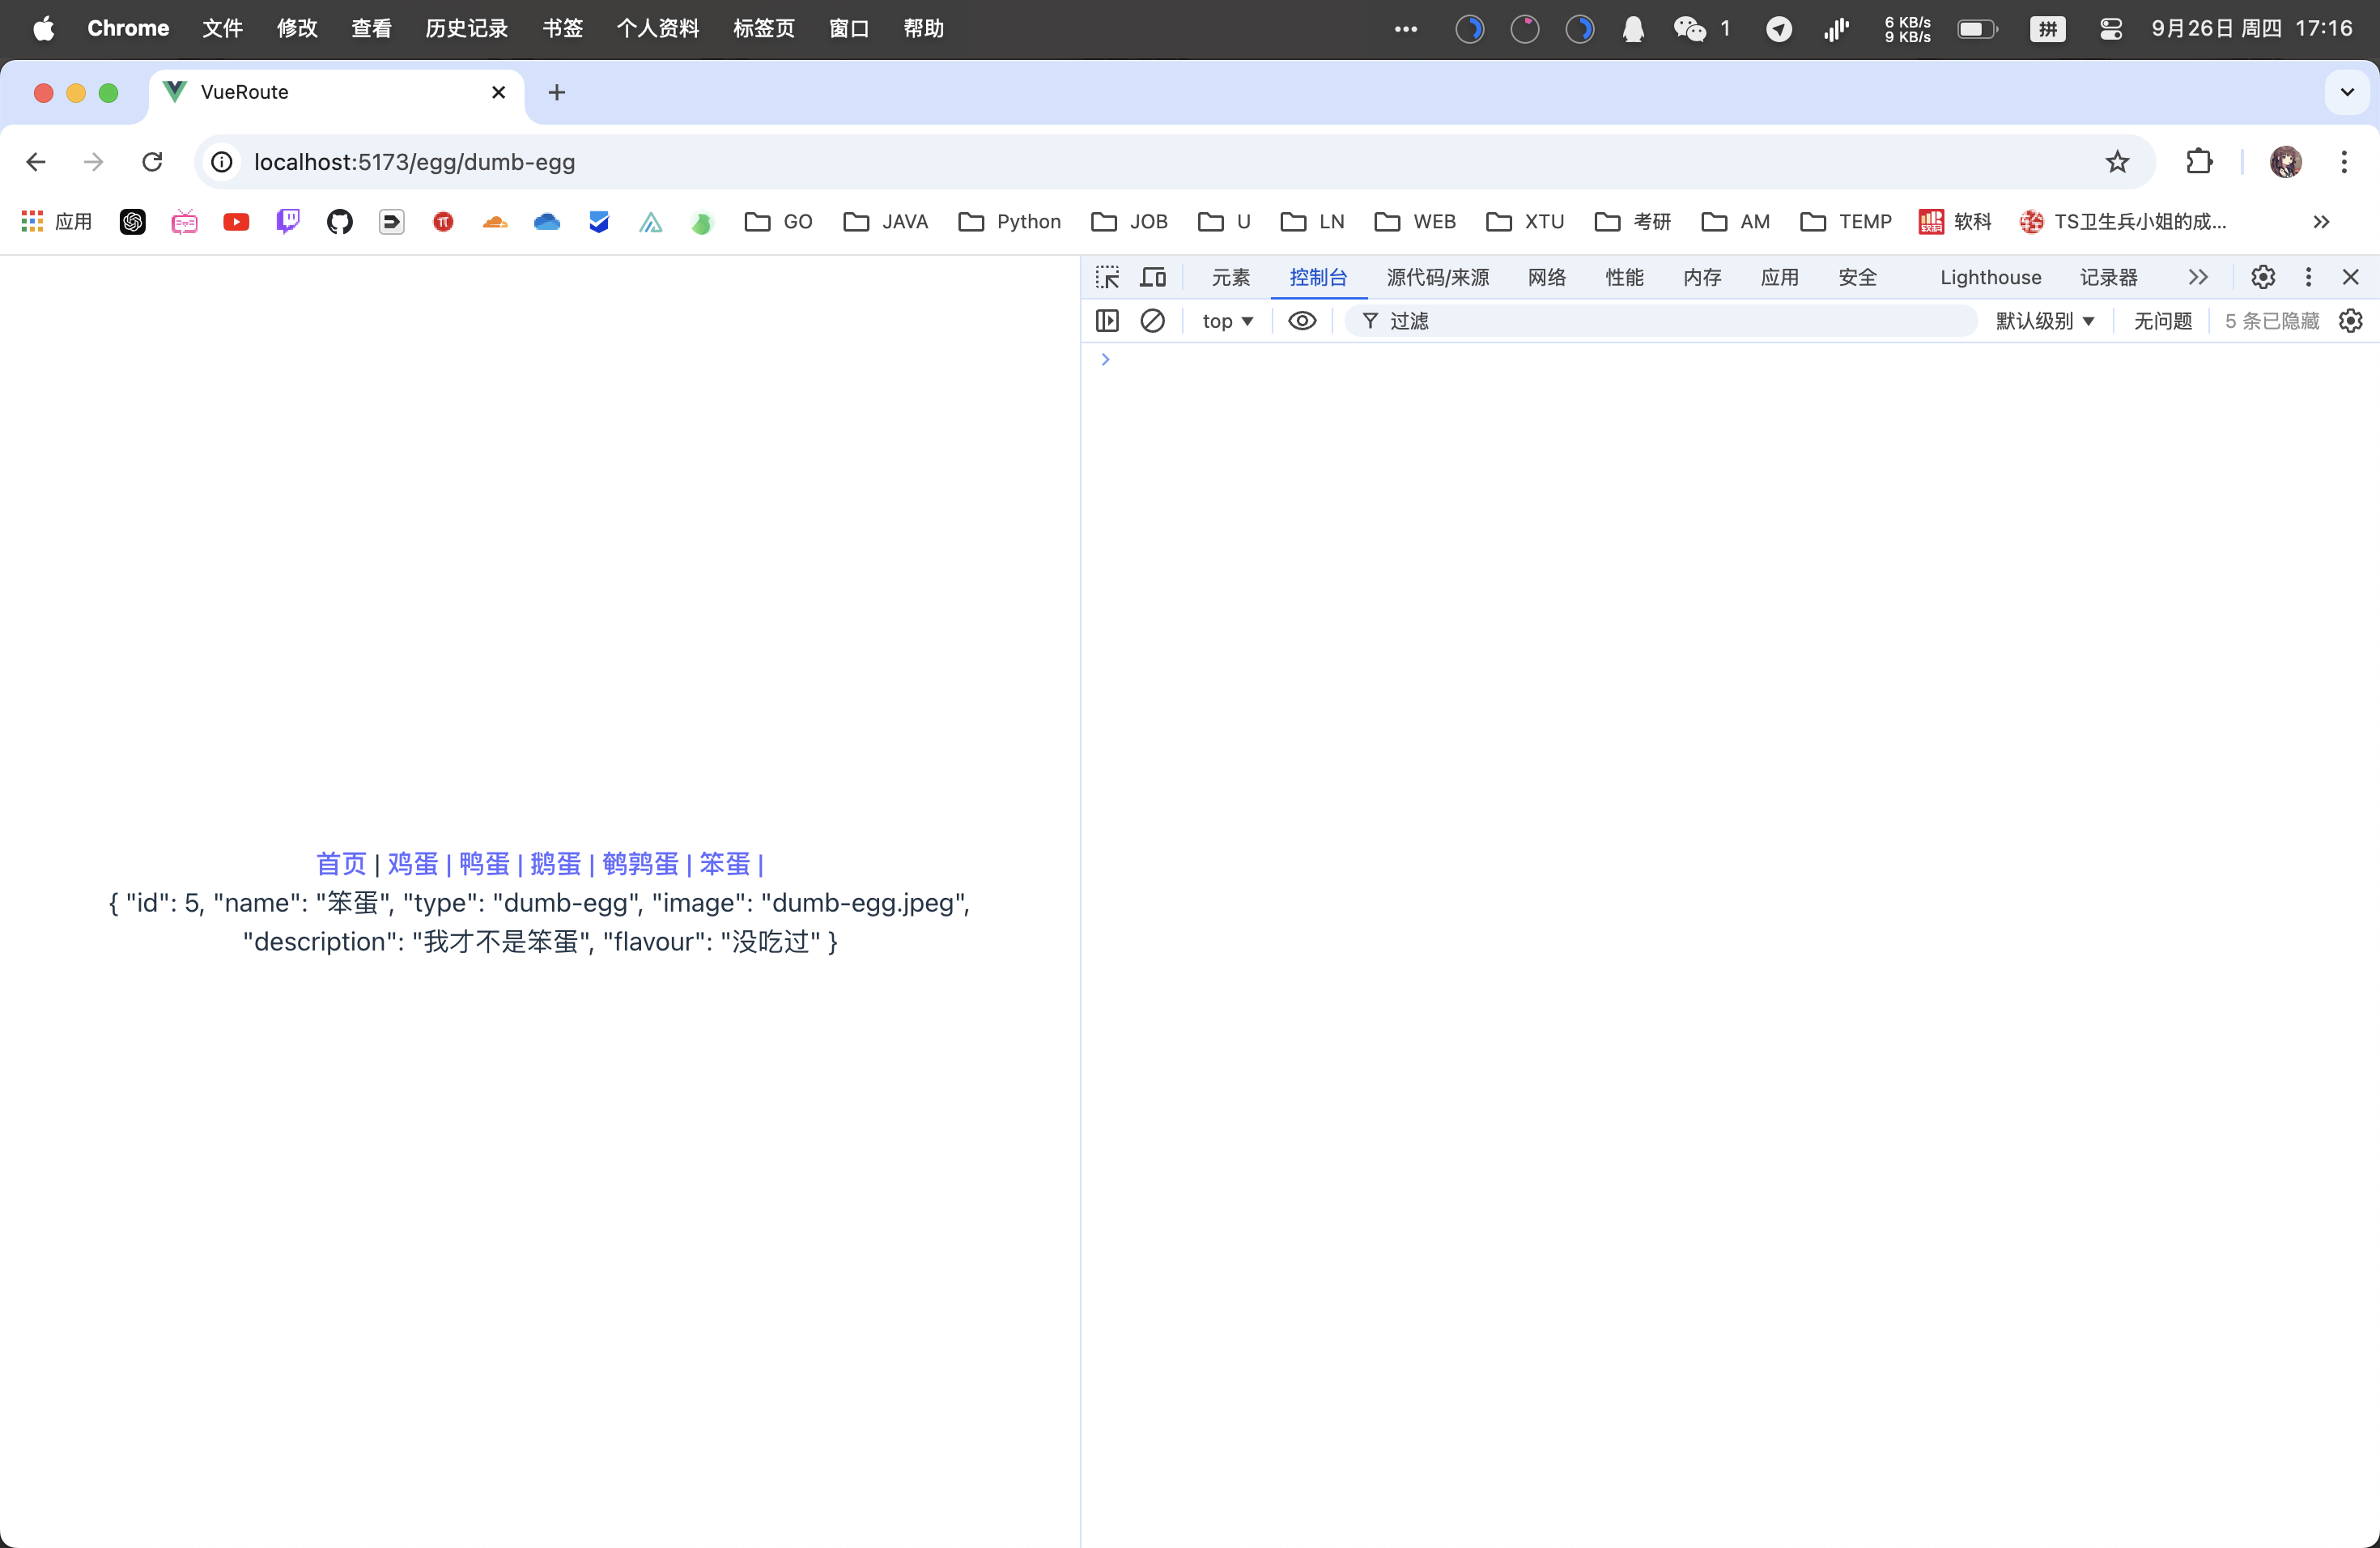 Chrome 文件 修改 查看 历史记录 书签 个人资料 标签页 窗口 帮助 1 6 KB/s 9 KB/s 拼 9月26日 周四 17:16
VueRoute
localhost:5173/egg/dumb-egg
应用 GO JAVA Python JOB U LN WEB XTU 考研 AM TEMP 软科 TS卫生兵小姐的成...
元素 控制台 源代码/来源 网络 性能 内存 应用 安全 Lighthouse 记录器
top 过滤 默认级别 无问题 5 条已隐藏
首页 | 鸡蛋 | 鸭蛋 | 鹅蛋 | 鹌鹑蛋 | 笨蛋 |
{ "id": 5, "name": "笨蛋", "type": "dumb-egg", "image": "dumb-egg.jpeg",
"description": "我才不是笨蛋", "flavour": "没吃过" }